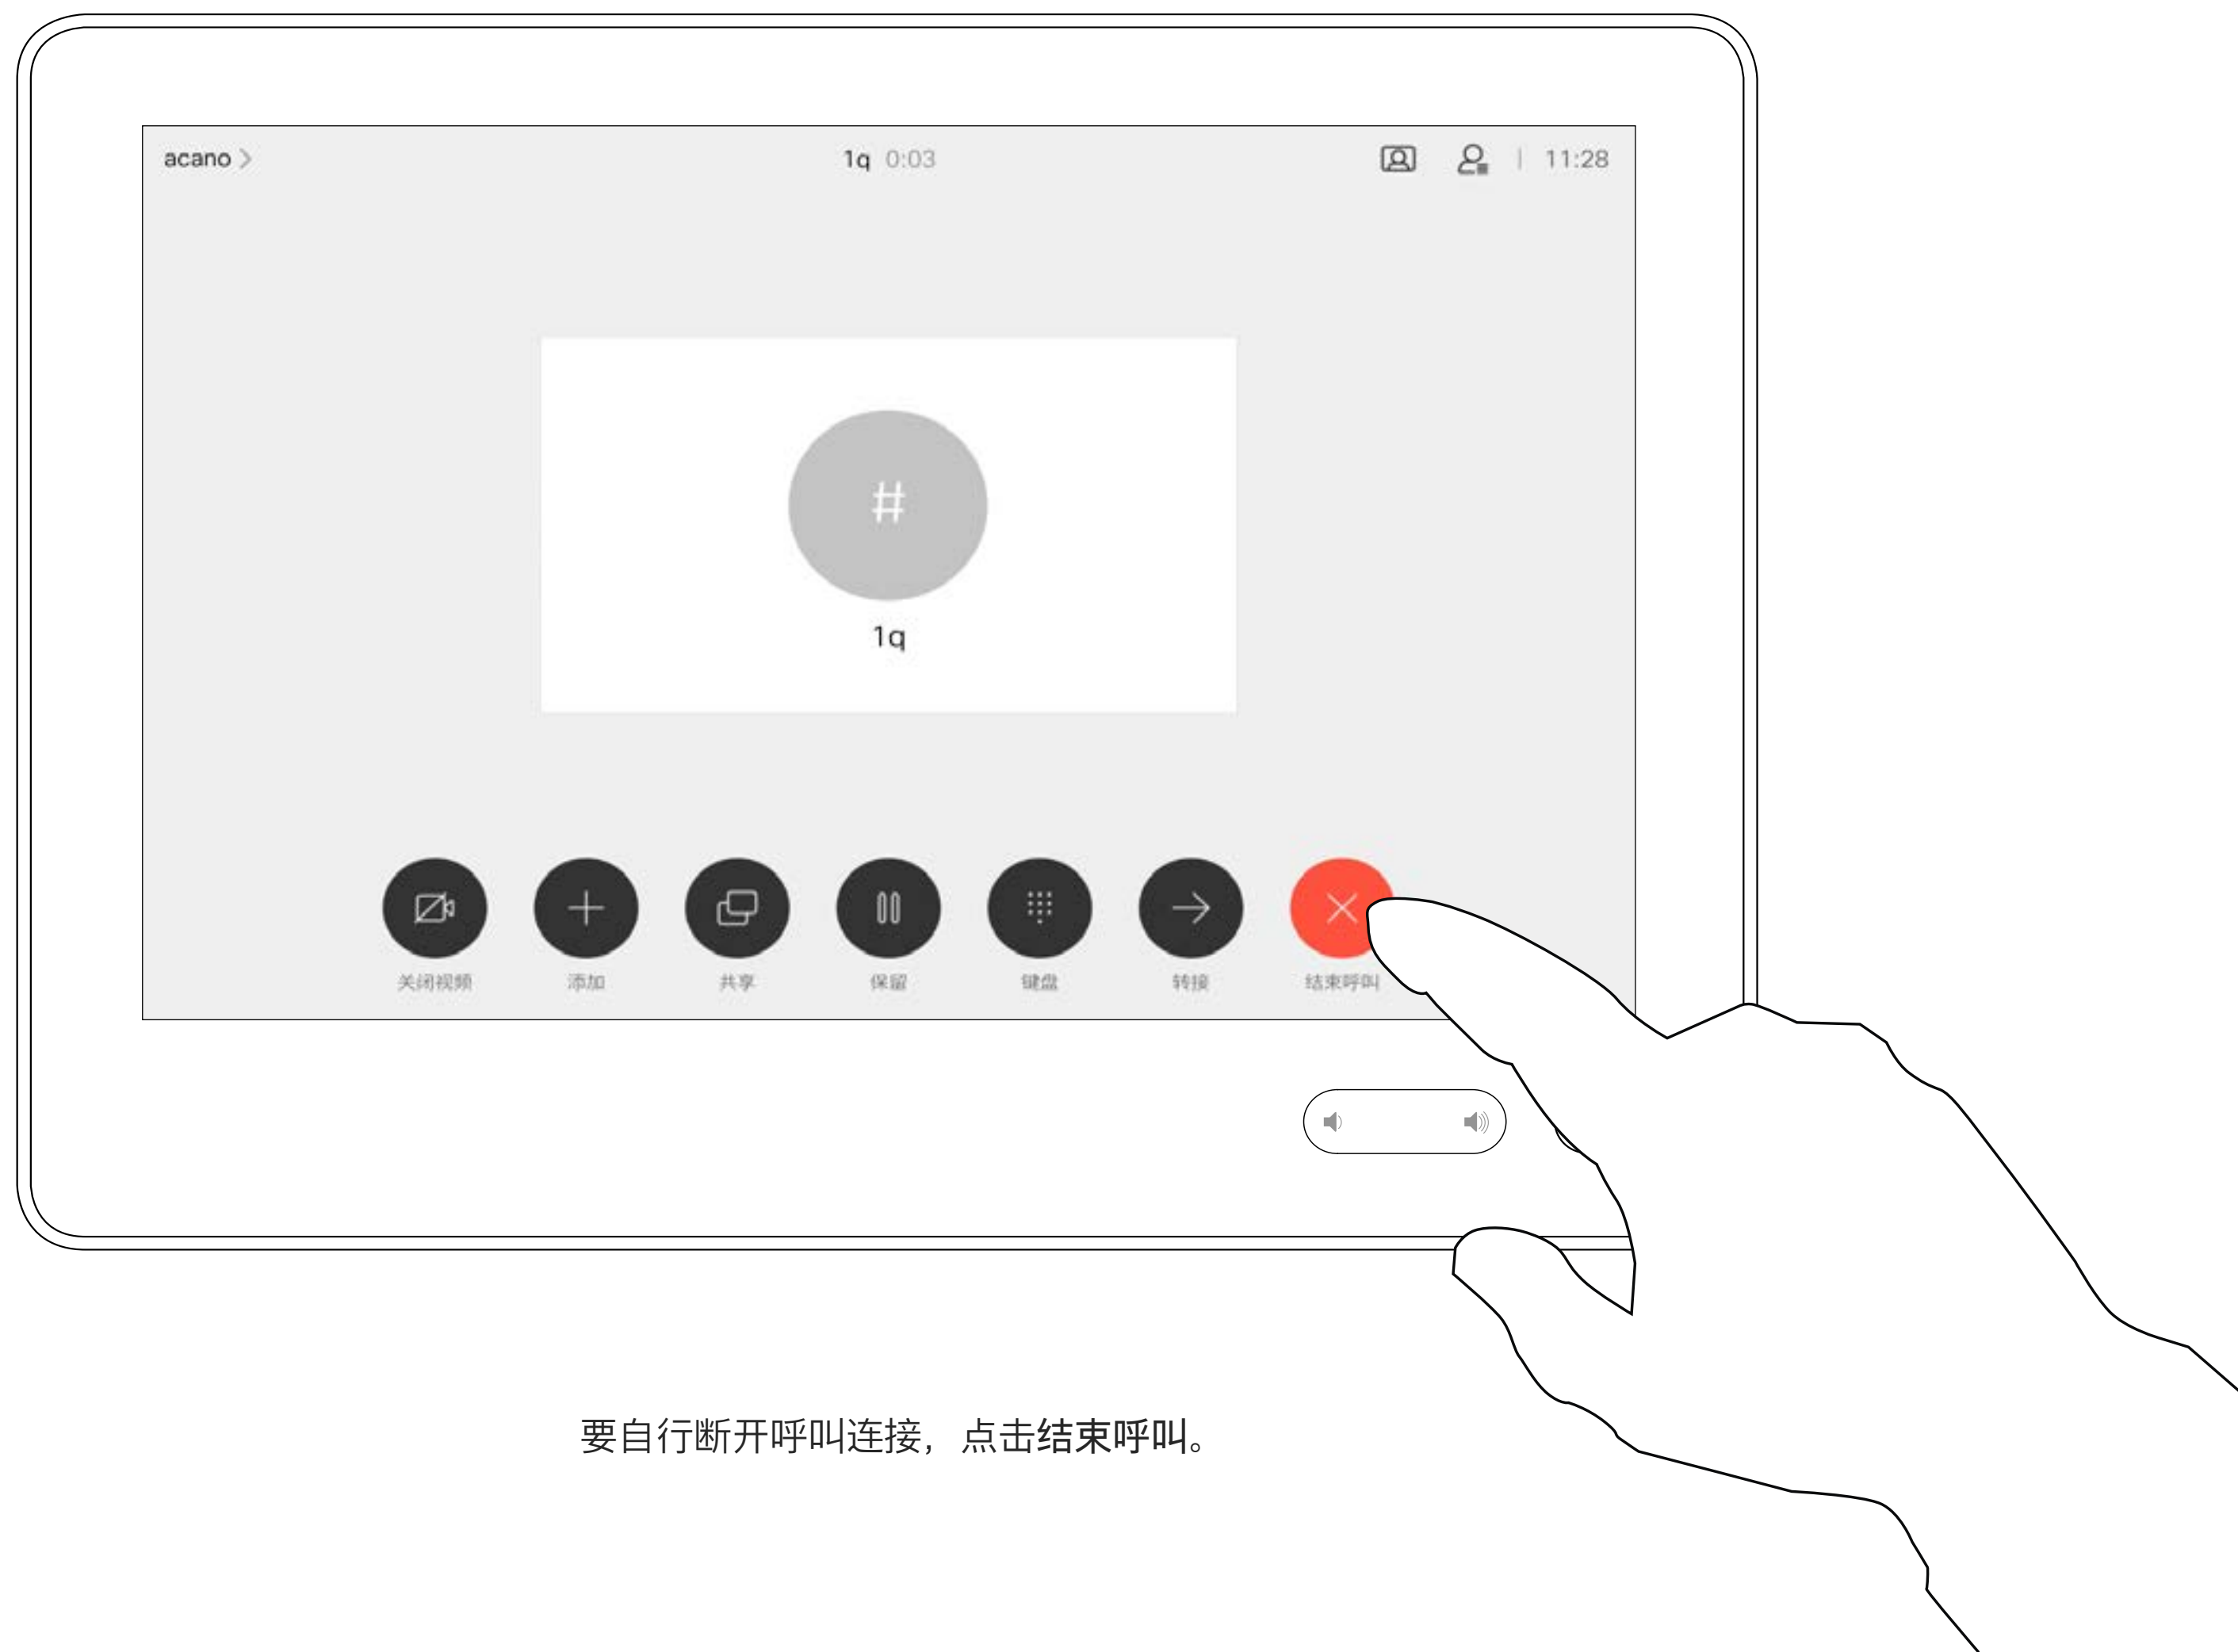 acano
1q 0:03
11:28
#
1q
关闭视频
添加
共享
保留
键盘
转接
结束呼叫
要自行断开呼叫连接，点击结束呼叫。